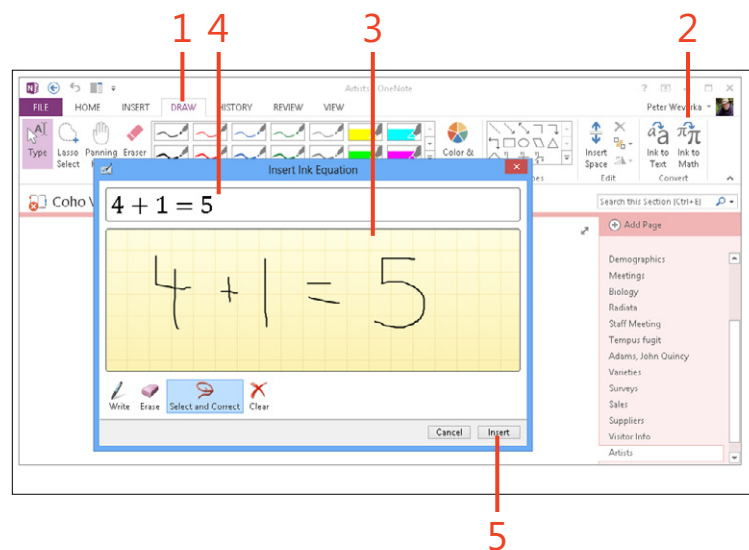 1 4 3 2
Artists - OneNote
FILE HOME INSERT DRAW HISTORY REVIEW VIEW Peter Weverka
Type Lasso Select Panning Eraser Color & Insert Space Ink to Text Ink to Math
Edit Convert
Insert Ink Equation
Coho
Search this Section (Ctrl+E)
4 + 1 = 5
Add Page
4 + 1 = 5
Demographics
Meetings
Biology
Radiata
Staff Meeting
Tempus fugit
Adams, John Quincy
Varieties
Surveys
Sales
Suppliers
Visitor Info
Artists
Write Erase Select and Correct Clear
Cancel Insert
5